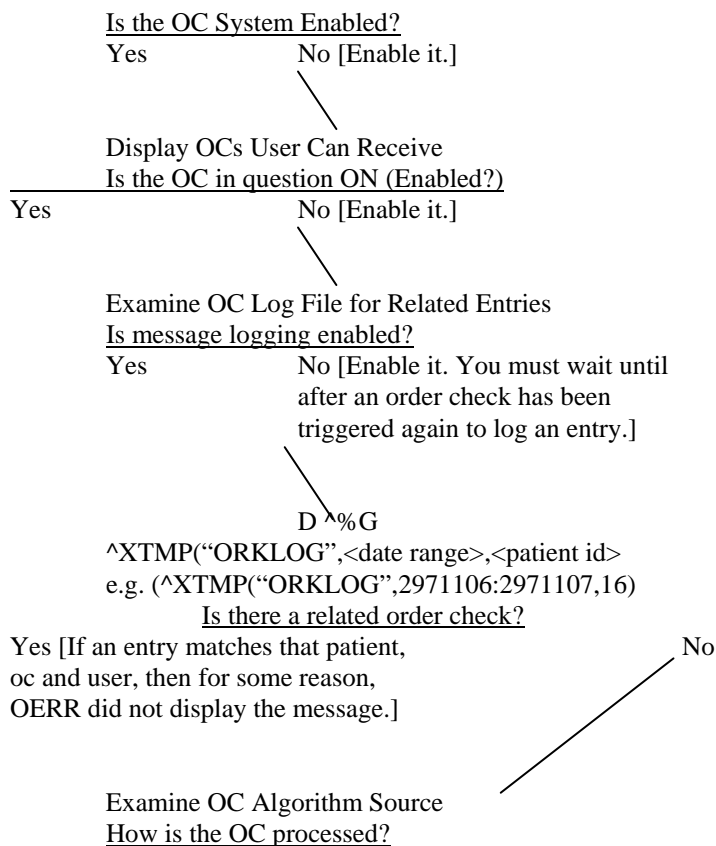 Is the OC System Enabled?
Yes No [Enable it.]
Display OCs User Can Receive
Is the OC in question ON (Enabled?)
Yes No [Enable it.]
Examine OC Log File for Related Entries
Is message logging enabled?
Yes No [Enable it. You must wait until
after an order check has been
triggered again to log an entry.]
D ^%G
^XTMP(“ORKLOG”,<date range>,<patient id>
e.g. (^XTMP(“ORKLOG”,2971106:2971107,16)
Is there a related order check?
Yes [If an entry matches that patient, No
oc and user, then for some reason,
OERR did not display the message.]
Examine OC Algorithm Source
How is the OC processed?